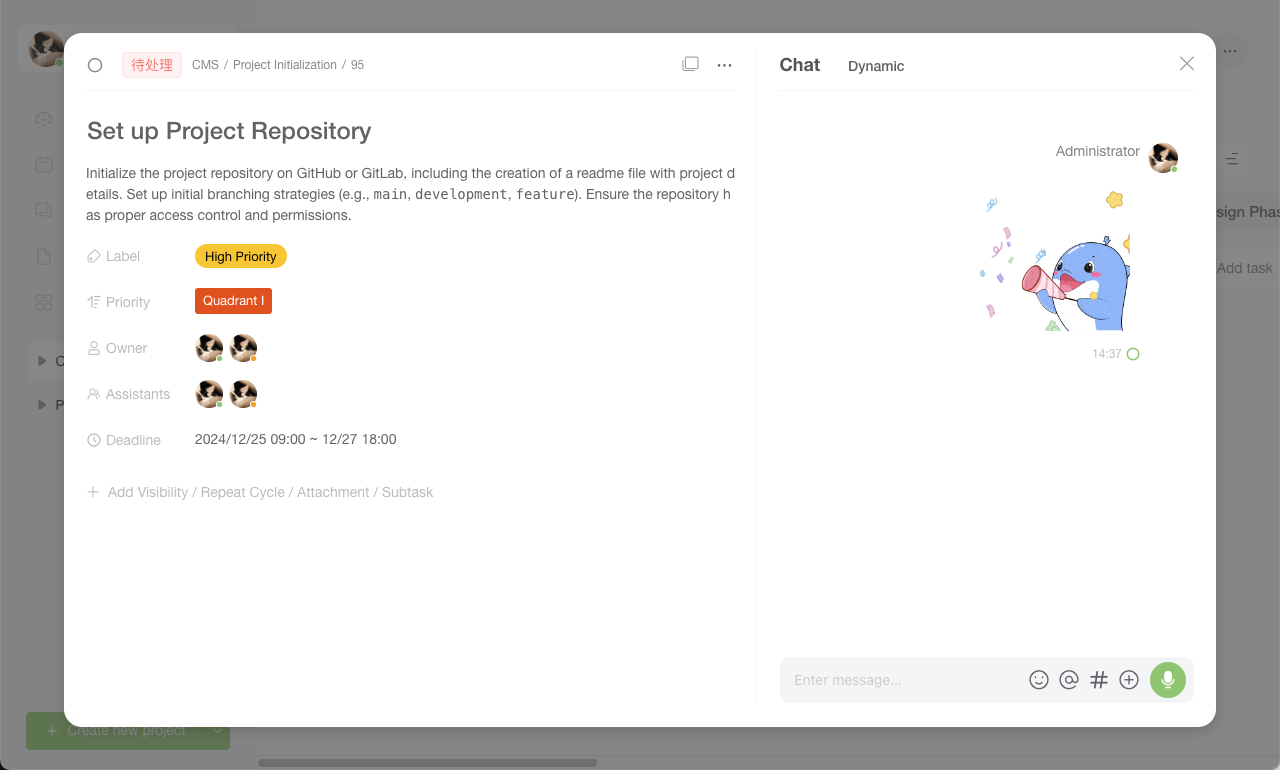 待处理 CMS / Project Initialization / 95
Set up Project Repository
Initialize the project repository on GitHub or GitLab, including the creation of a readme file with project d
etails. Set up initial branching strategies (e.g., main, development, feature). Ensure the repository h
as proper access control and permissions.
Label High Priority
Priority Quadrant I
Owner
Assistants
Deadline 2024/12/25 09:00 ~ 12/27 18:00
Add Visibility / Repeat Cycle / Attachment / Subtask
Chat Dynamic
Administrator
14:37
Enter message...
sign Phas
Add task
C
P
Create new project